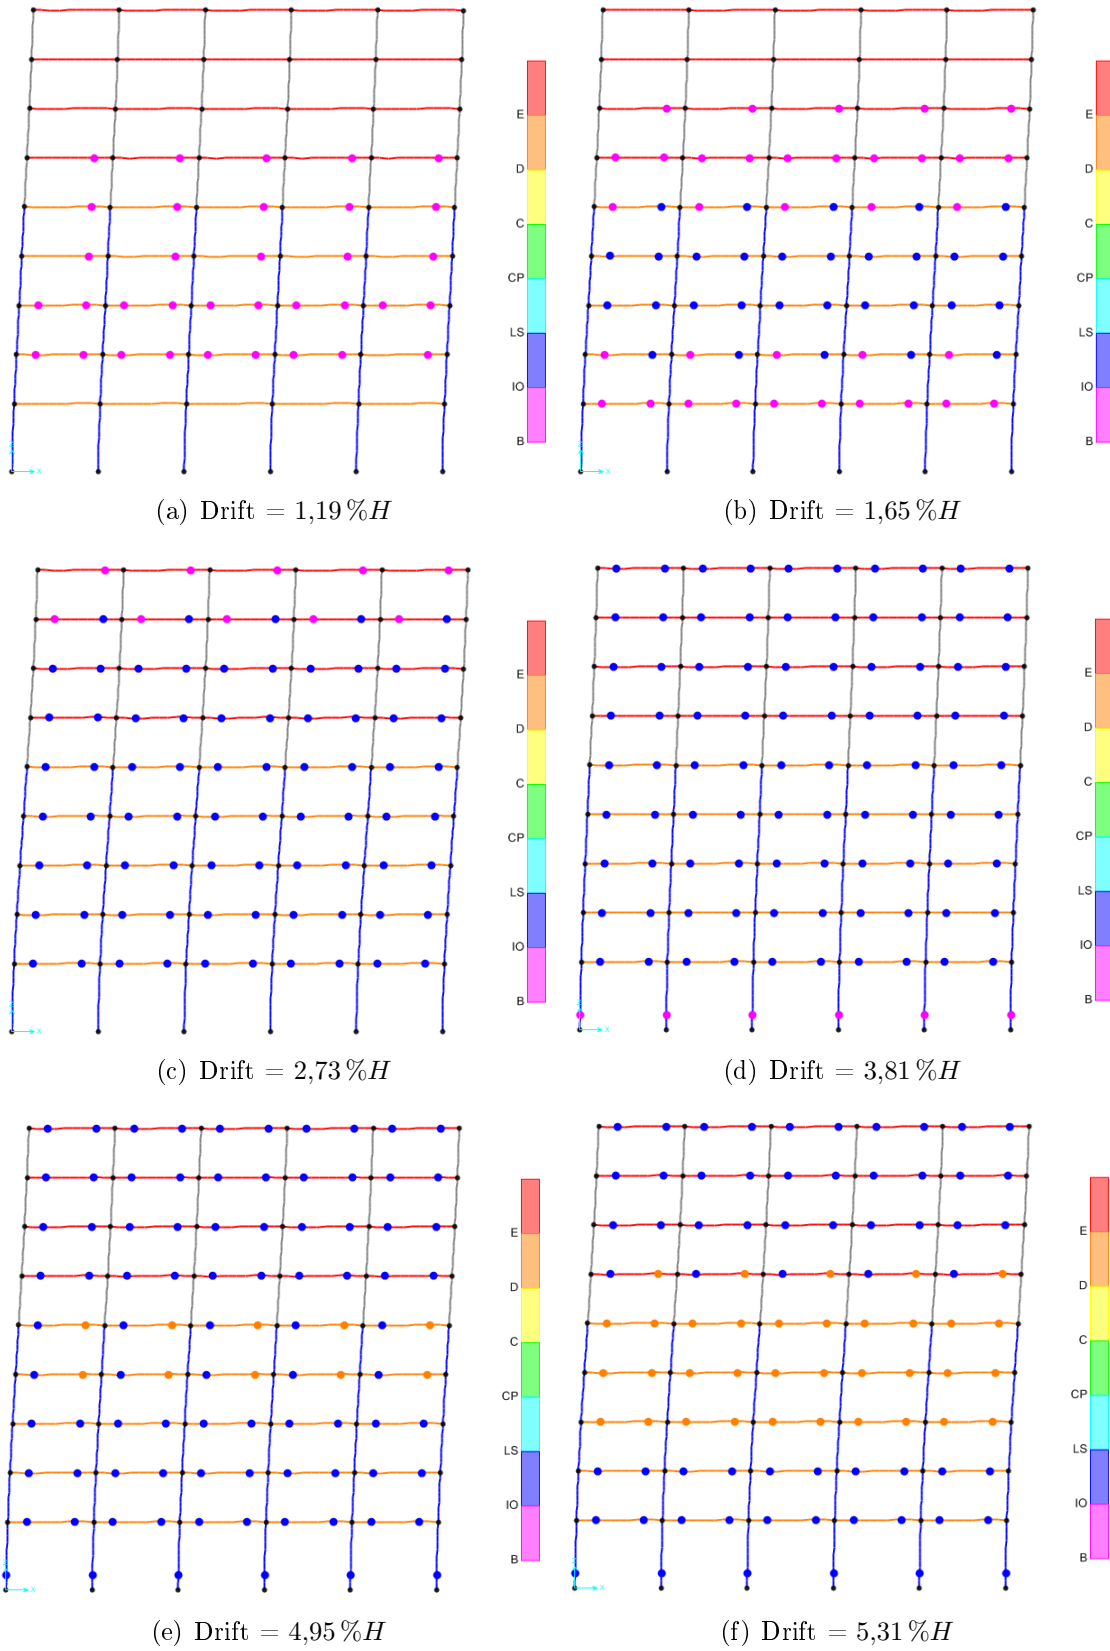 E
D
C
CP
LS
IO
B
X
(a) Drift = 1,19 %H
E
D
C
CP
LS
IO
B
X
(b) Drift = 1,65 %H
E
D
C
CP
LS
IO
B
X
(c) Drift = 2,73 %H
E
D
C
CP
LS
IO
B
X
(d) Drift = 3,81 %H
E
D
C
CP
LS
IO
B
X
(e) Drift = 4,95 %H
E
D
C
CP
LS
IO
B
X
(f) Drift = 5,31 %H